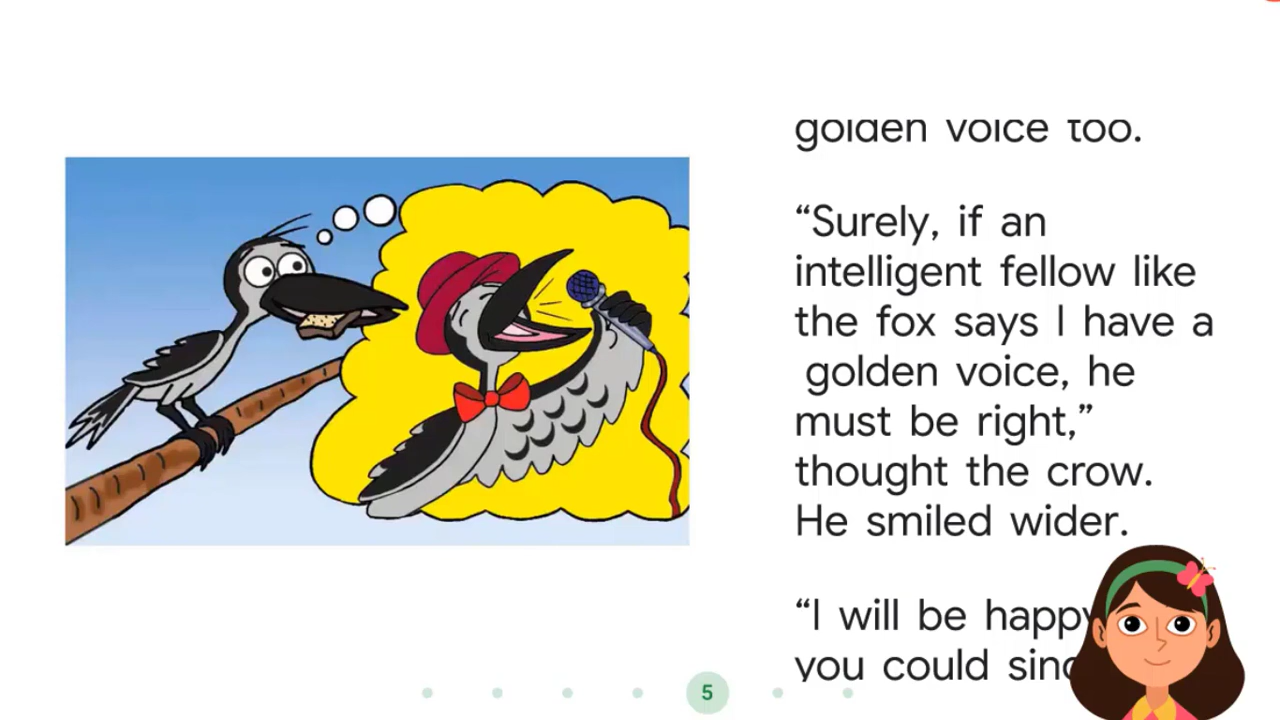 golden voice too.
“Surely, if an
intelligent fellow like
the fox says I have a
golden voice, he
must be right,”
thought the crow.
He smiled wider.
“I will be happy
you could sing
5